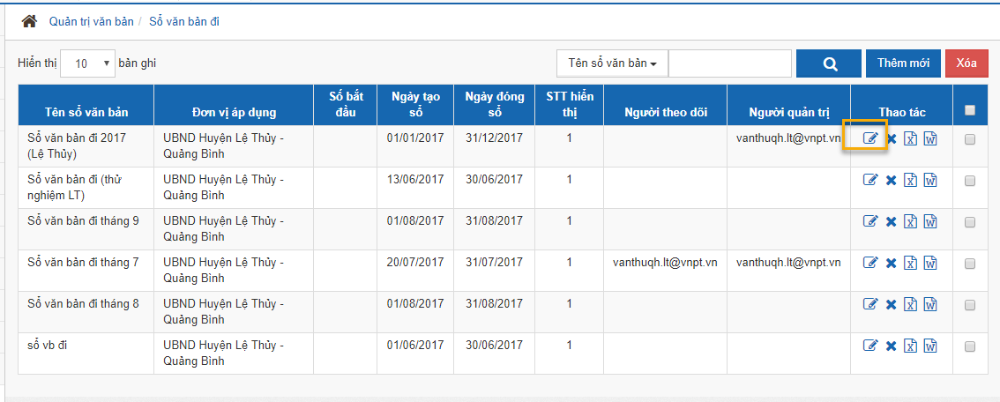 Quản trị văn bản / Sổ văn bản đi
Hiển thị 10 bản ghi Tên sổ văn bản Thêm mới Xóa
Tên sổ văn bản Đơn vị áp dụng Số bắt đầu Ngày tạo sổ Ngày đóng sổ STT hiển thị Người theo dõi Người quản trị Thao tác
Sổ văn bản đi 2017 (Lệ Thủy) UBND Huyện Lệ Thủy - Quảng Bình 01/01/2017 31/12/2017 1 vanthuqh.lt@vnpt.vn
Sổ văn bản đi (thử nghiệm LT) UBND Huyện Lệ Thủy - Quảng Bình 13/06/2017 30/06/2017 1
Sổ văn bản đi tháng 9 UBND Huyện Lệ Thủy - Quảng Bình 01/08/2017 31/08/2017 1
Sổ văn bản đi tháng 7 UBND Huyện Lệ Thủy - Quảng Bình 20/07/2017 31/07/2017 1 vanthuqh.lt@vnpt.vn vanthuqh.lt@vnpt.vn
Sổ văn bản đi tháng 8 UBND Huyện Lệ Thủy - Quảng Bình 01/08/2017 31/08/2017 1
sổ vb đi UBND Huyện Lệ Thủy - Quảng Bình 01/06/2017 30/06/2017 1